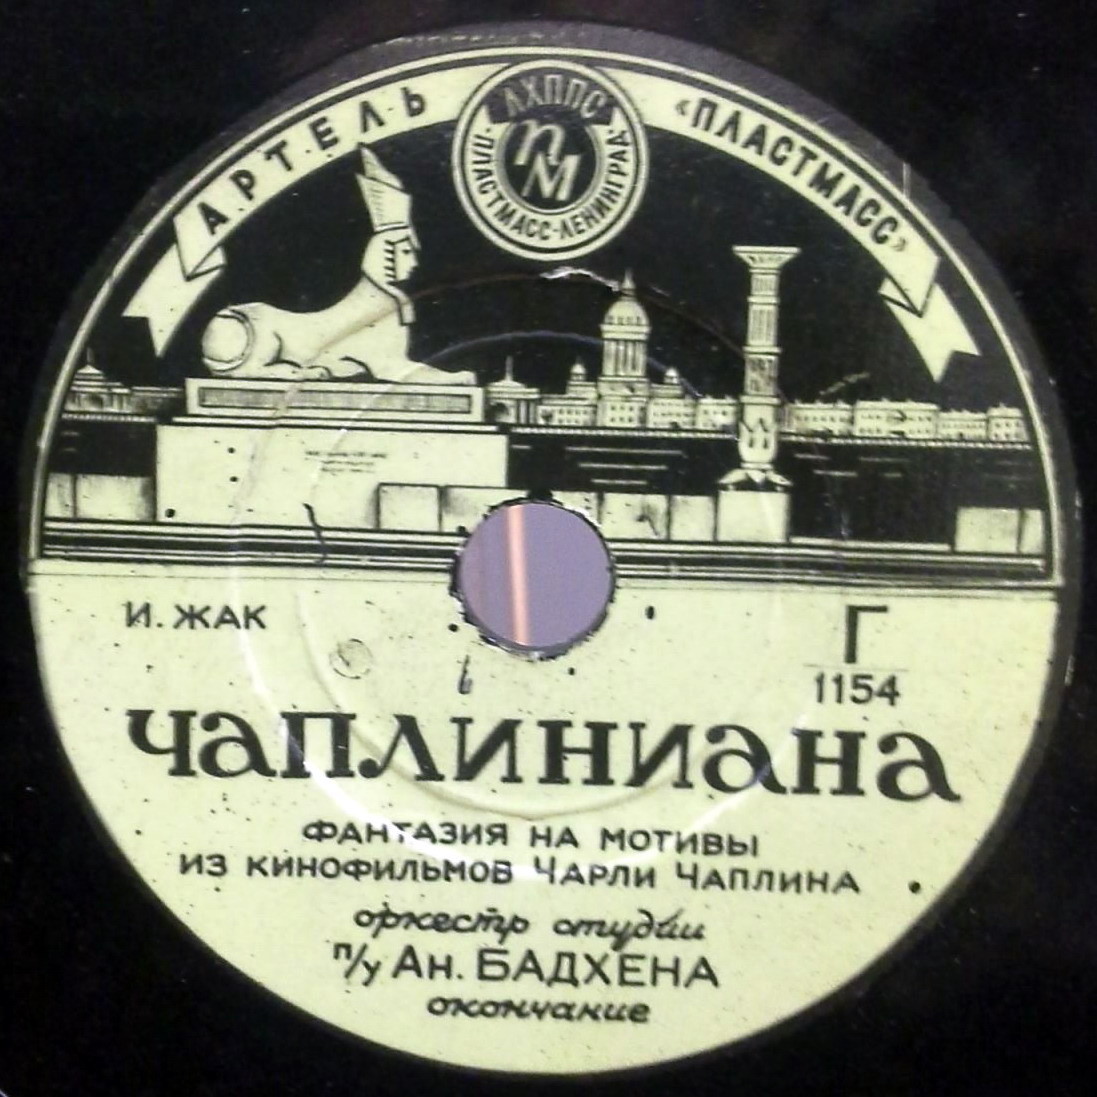 АРТЕЛЬ
ЛХППС
ПМ
ПЛАСТМАСС-ЛЕНИНГРАД
«ПЛАСТМАСС»
И. ЖАК
Г
1154
ЧАПЛИНИАНА
ФАНТАЗИЯ НА МОТИВЫ
ИЗ КИНОФИЛЬМОВ ЧАРЛИ ЧАПЛИНА
оркестр студии
п/у Ан. БАДХЕНА
окончание